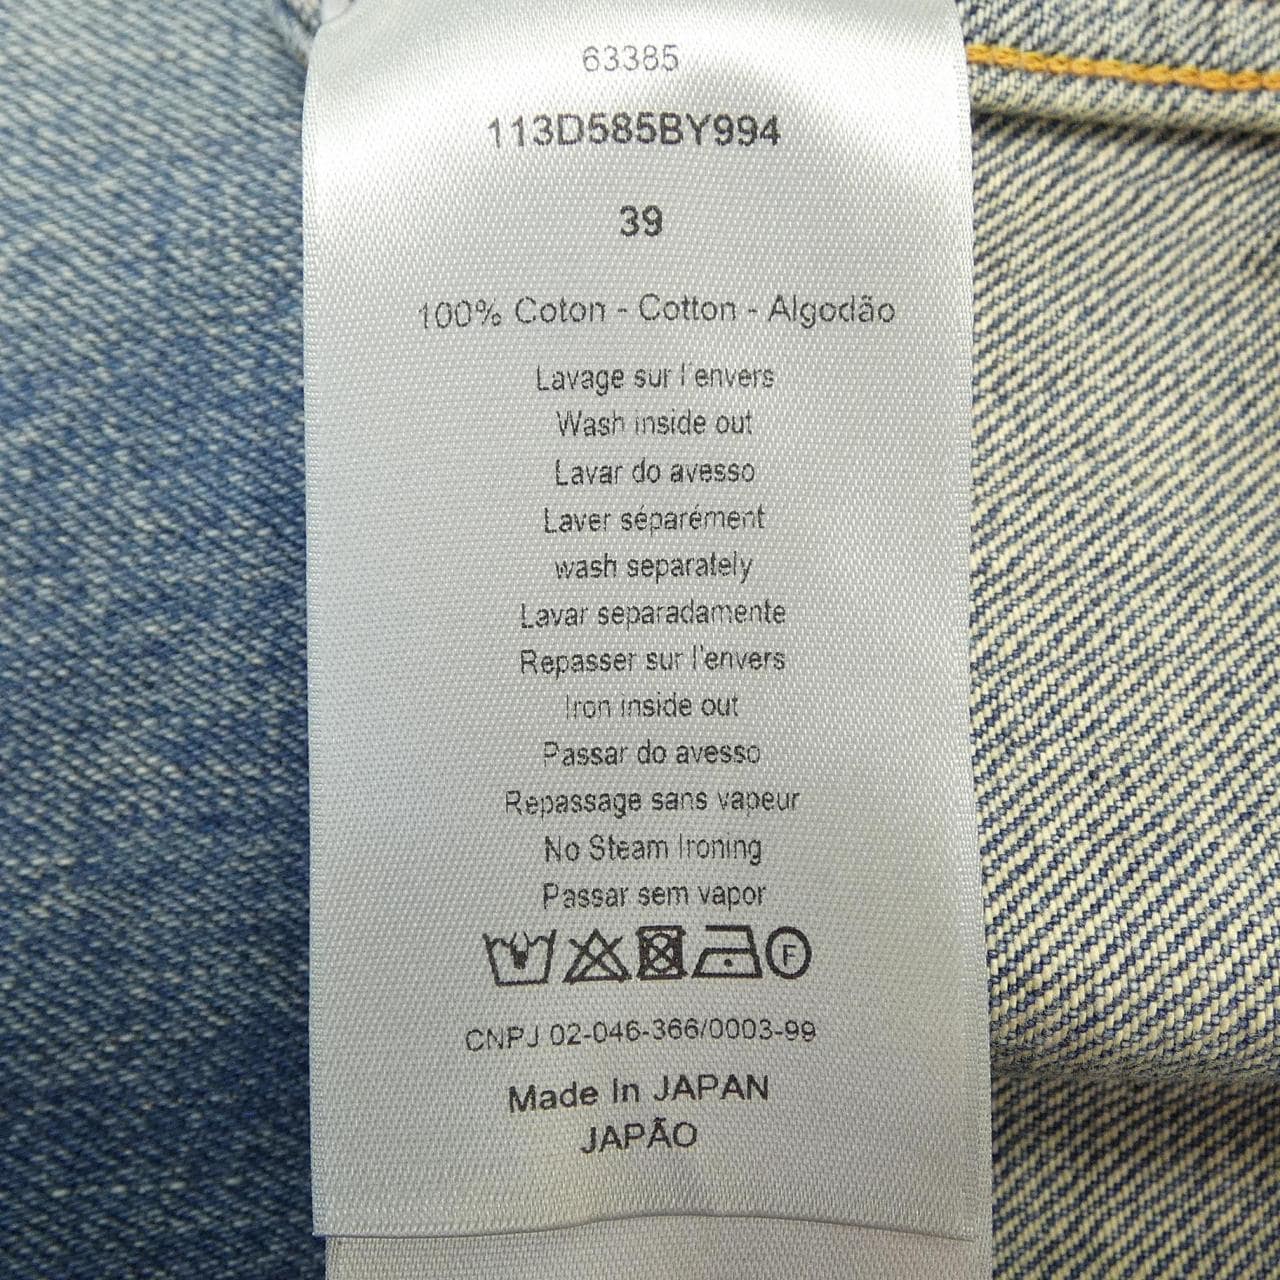 63385
113D585BY994
39
100% Coton - Cotton - Algodão
Lavage sur l'envers
Wash inside out
Lavar do avesso
Laver séparément
wash separately
Lavar separadamente
Repasser sur l'envers
Iron inside out
Passar do avesso
Repassage sans vapeur
No Steam Ironing
Passar sem vapor
F
CNPJ 02-046-366/0003-99
Made In JAPAN
JAPÃO